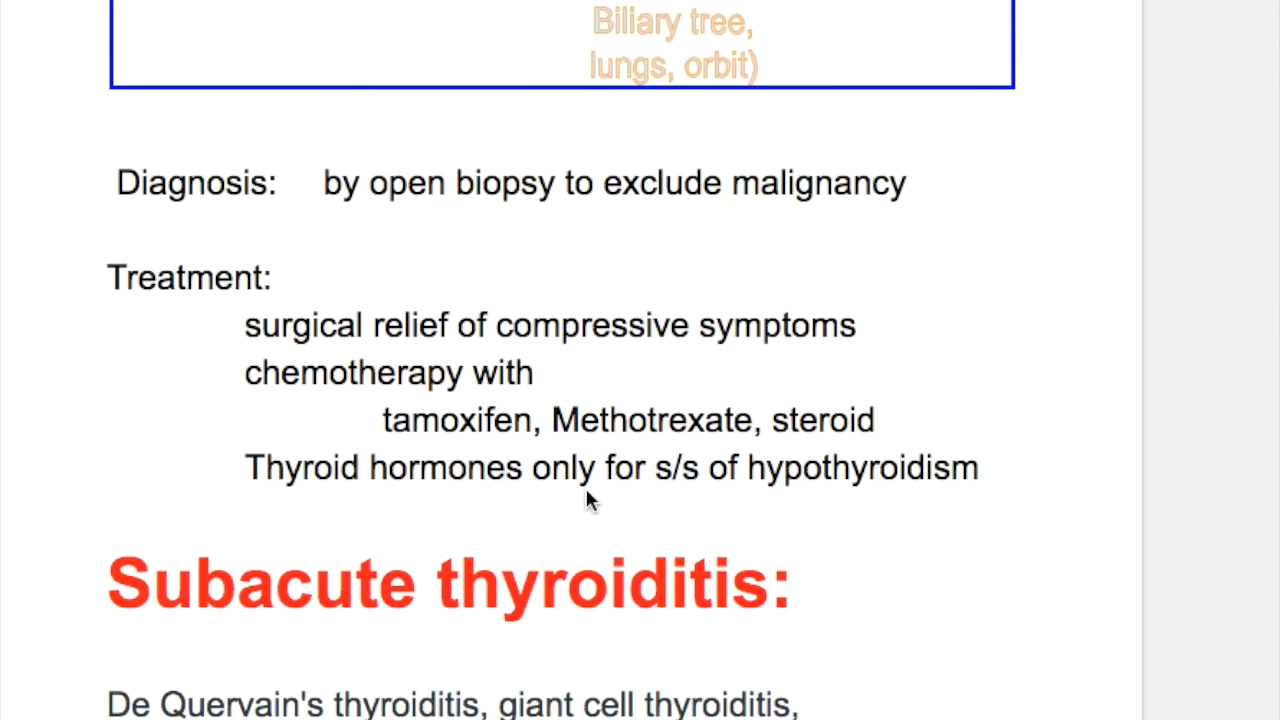 Biliary tree,
lungs, orbit)
Diagnosis: by open biopsy to exclude malignancy
Treatment:
surgical relief of compressive symptoms
chemotherapy with
tamoxifen, Methotrexate, steroid
Thyroid hormones only for s/s of hypothyroidism
Subacute thyroiditis:
De Quervain's thyroiditis, giant cell thyroiditis,